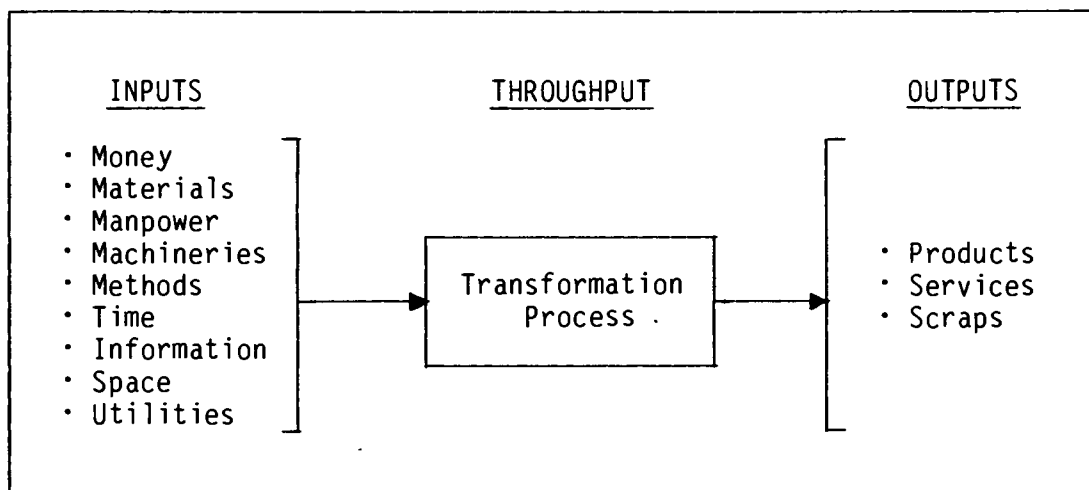 INPUTS
· Money
· Materials
· Manpower
· Machineries
· Methods
· Time
· Information
· Space
· Utilities
THROUGHPUT
Transformation
Process
OUTPUTS
· Products
· Services
· Scraps